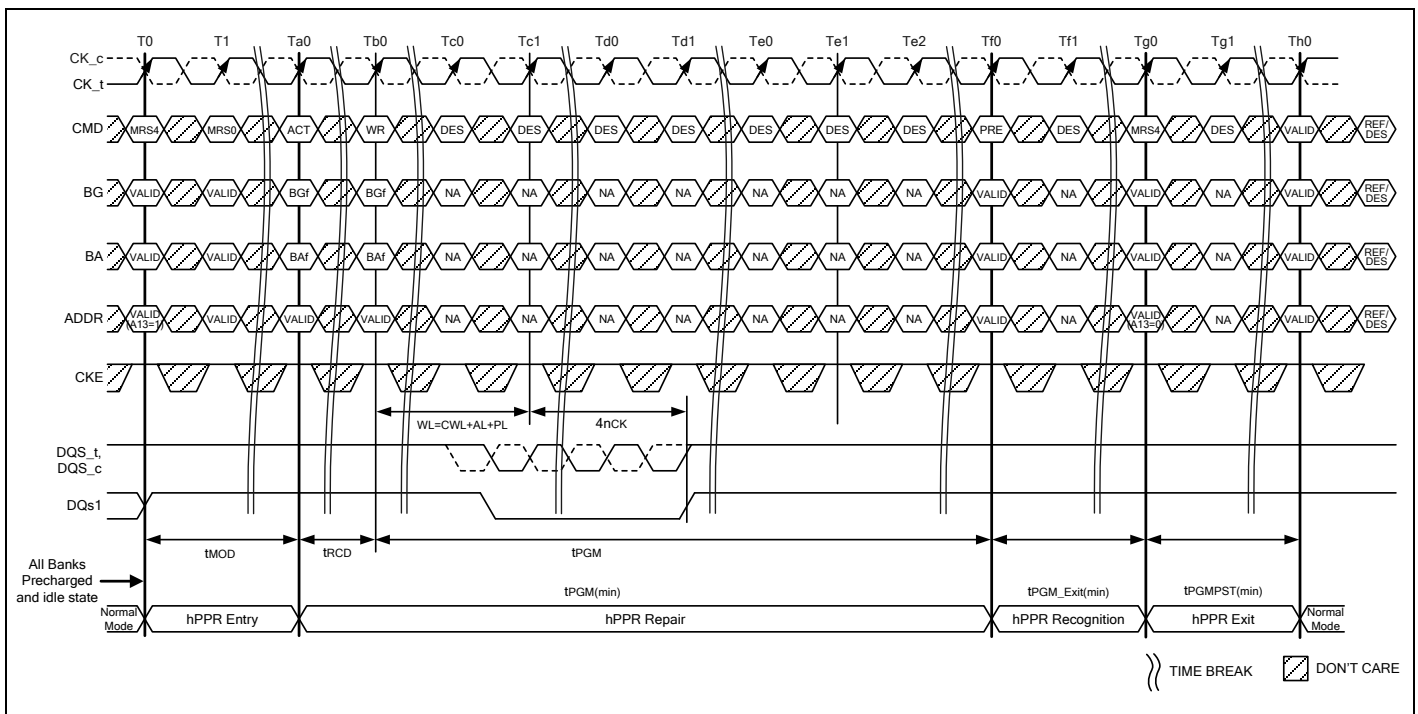 T0 T1 Ta0 Tb0 Tc0 Tc1 Td0 Td1 Te0 Te1 Te2 Tf0 Tf1 Tg0 Tg1 Th0
CK_c
CK_t
CMD MRS4 MRS0 ACT WR DES DES DES DES DES DES DES PRE DES MRS4 DES VALID REF/
DES
BG VALID VALID BGf BGf NA NA NA NA NA NA NA VALID NA VALID NA VALID REF/
DES
BA VALID VALID BAf BAf NA NA NA NA NA NA NA VALID NA VALID NA VALID REF/
DES
ADDR VALID
(A13=1) VALID VALID VALID NA NA NA NA NA NA NA VALID NA VALID
(A13=0) NA VALID REF/
DES
CKE
WL=CWL+AL+PL 4nCK
DQS_t,
DQS_c
DQs1
tMOD tRCD tPGM
All Banks
Precharged
and idle state
tPGM(min) tPGM_Exit(min) tPGMPST(min)
Normal
Mode hPPR Entry hPPR Repair hPPR Recognition hPPR Exit Normal
Mode
TIME BREAK DON'T CARE